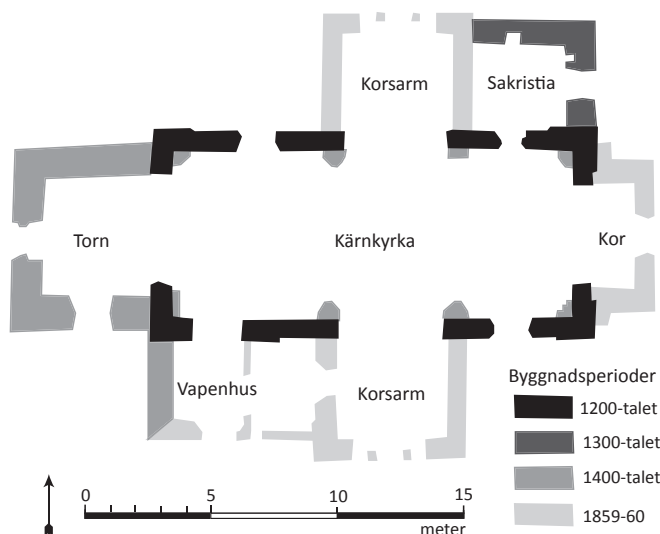 Korsarm
Sakristia
Torn
Kärnkyrka
Kor
Vapenhus
Korsarm
Byggnadsperioder
1200-talet
1300-talet
1400-talet
1859-60
0 5 10 15
meter